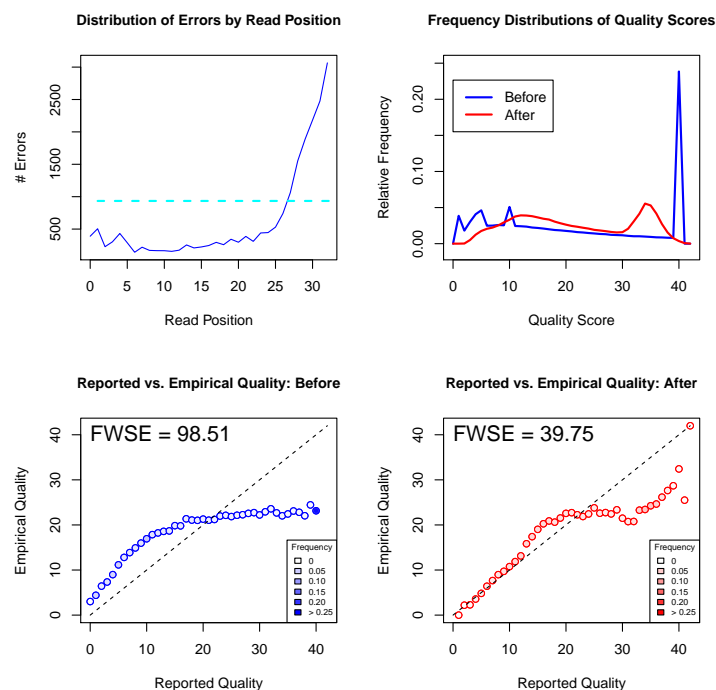 Distribution of Errors by Read Position
# Errors
500
1500
2500
0
5
10
15
20
25
30
Read Position
Frequency Distributions of Quality Scores
Relative Frequency
0.00
0.10
0.20
Before
After
0
10
20
30
40
Quality Score
Reported vs. Empirical Quality: Before
FWSE = 98.51
Empirical Quality
0
10
20
30
40
Frequency
0
0.05
0.10
0.15
0.20
> 0.25
0
10
20
30
40
Reported Quality
Reported vs. Empirical Quality: After
FWSE = 39.75
Empirical Quality
0
10
20
30
40
Frequency
0
0.05
0.10
0.15
0.20
> 0.25
0
10
20
30
40
Reported Quality